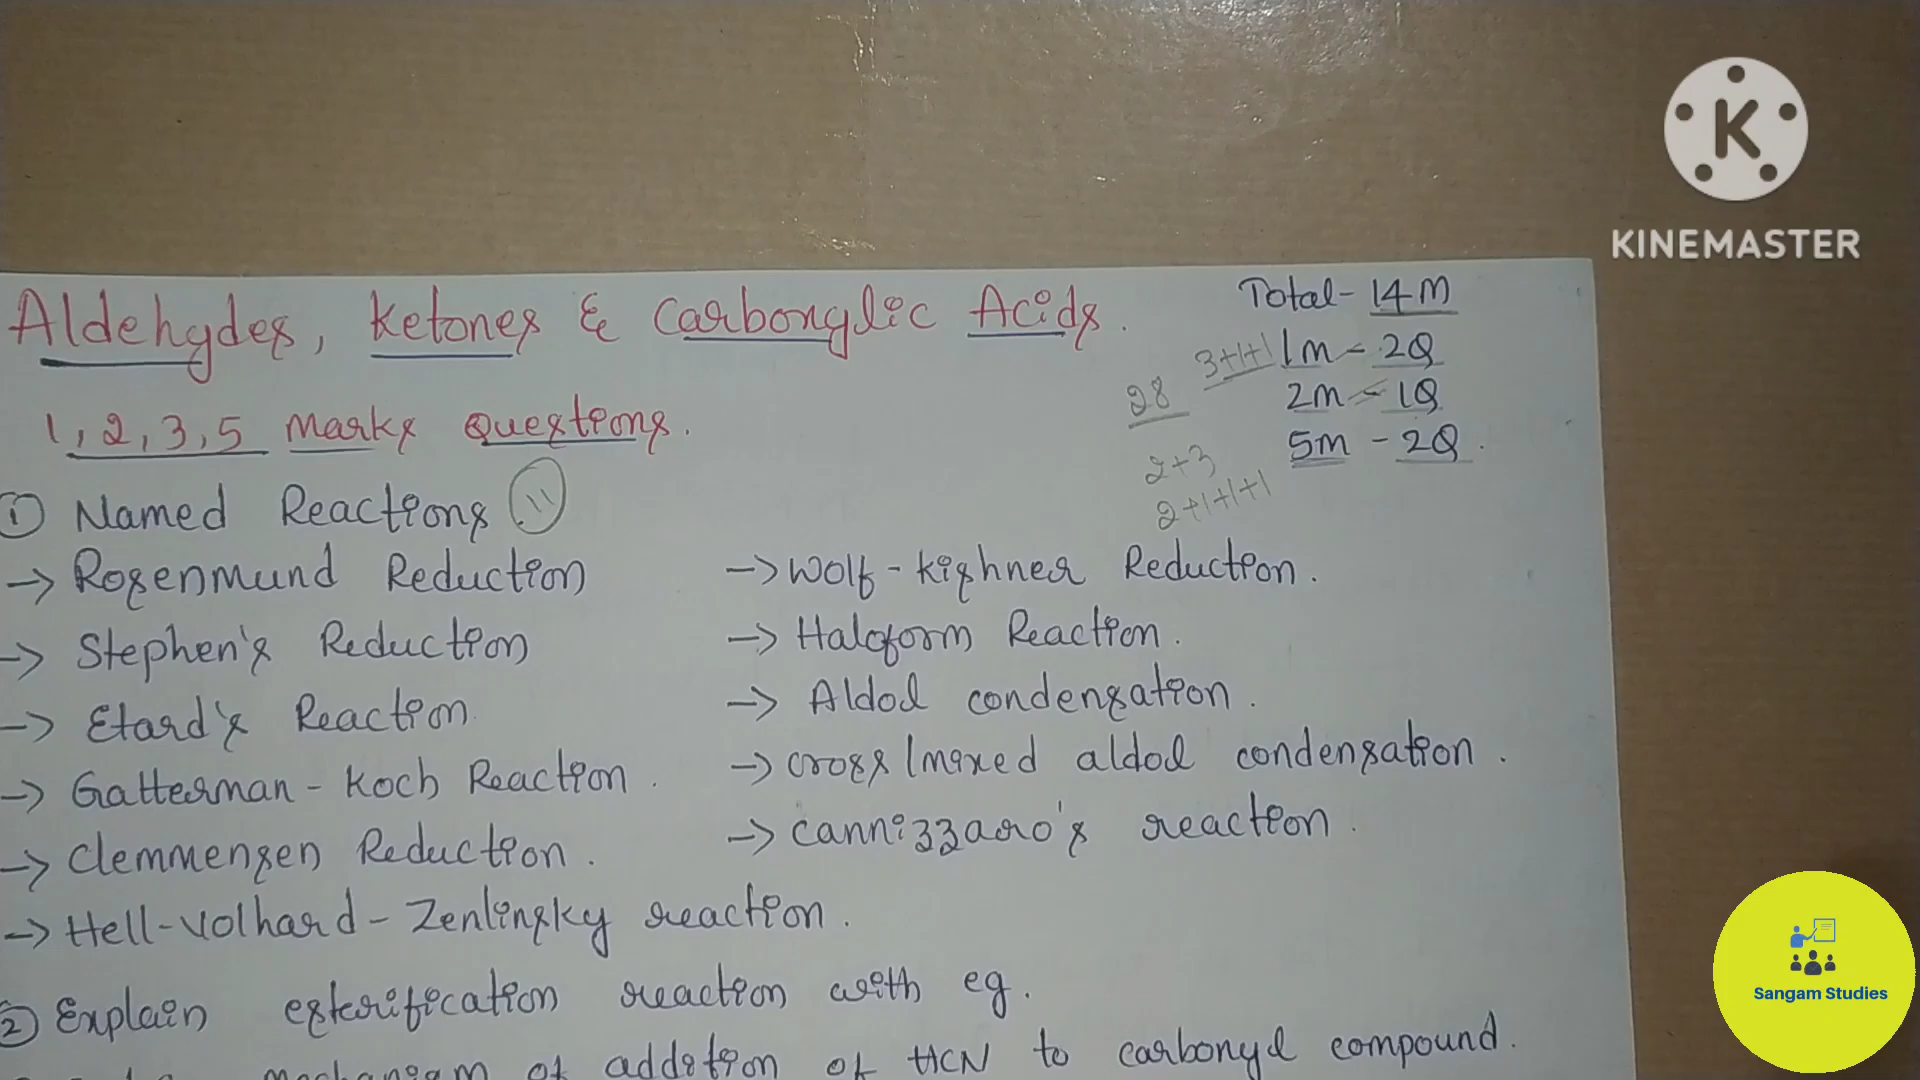 KINEMASTER
Aldehydes, Ketones & Carbonylic Acids.
Total - 14M
3+1+1 1m - 2Q
28 2m - 1Q
1, 2, 3, 5 Marks Questions.
5m - 2Q.
2+3
2+1+1+1
① Named Reactions 11
→ Rosenmund Reduction
→ Stephen's Reduction
→ Etard's Reaction
→ Gatterman - Koch Reaction.
→ Clemmensen Reduction.
→ Hell-Volhard-Zenlinsky reaction.
→ Wolf - Kishner Reduction.
→ Haloform Reaction.
→ Aldol condensation.
→ cross/mixed aldol condensation.
→ cannizzaro's reaction.
② Explain esterification reaction with eg.
mechanism of addition of HCN to carbonyl compound.
Sangam Studies